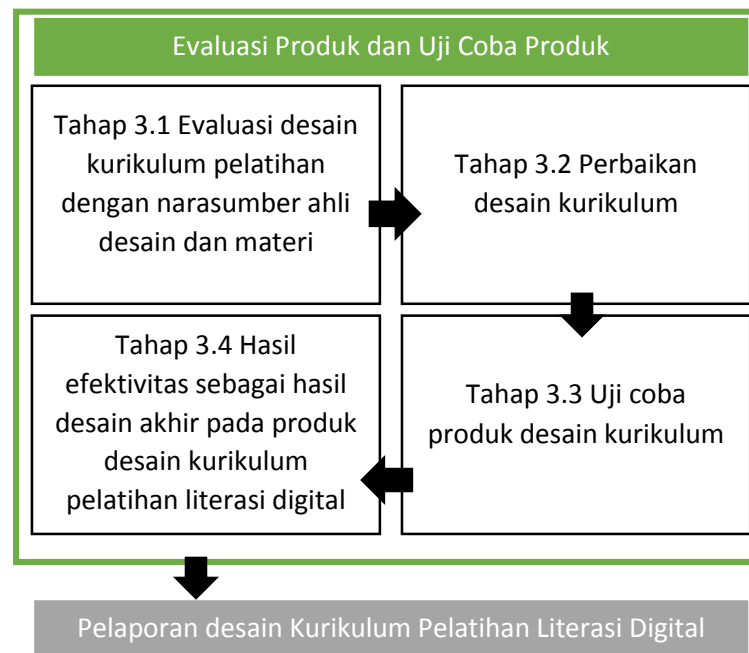 Evaluasi Produk dan Uji Coba Produk
Tahap 3.1 Evaluasi desain
kurikulum pelatihan
dengan narasumber ahli
desain dan materi
Tahap 3.2 Perbaikan
desain kurikulum
Tahap 3.3 Uji coba
produk desain kurikulum
Tahap 3.4 Hasil
efektivitas sebagai hasil
desain akhir pada produk
desain kurikulum
pelatihan literasi digital
Pelaporan desain Kurikulum Pelatihan Literasi Digital